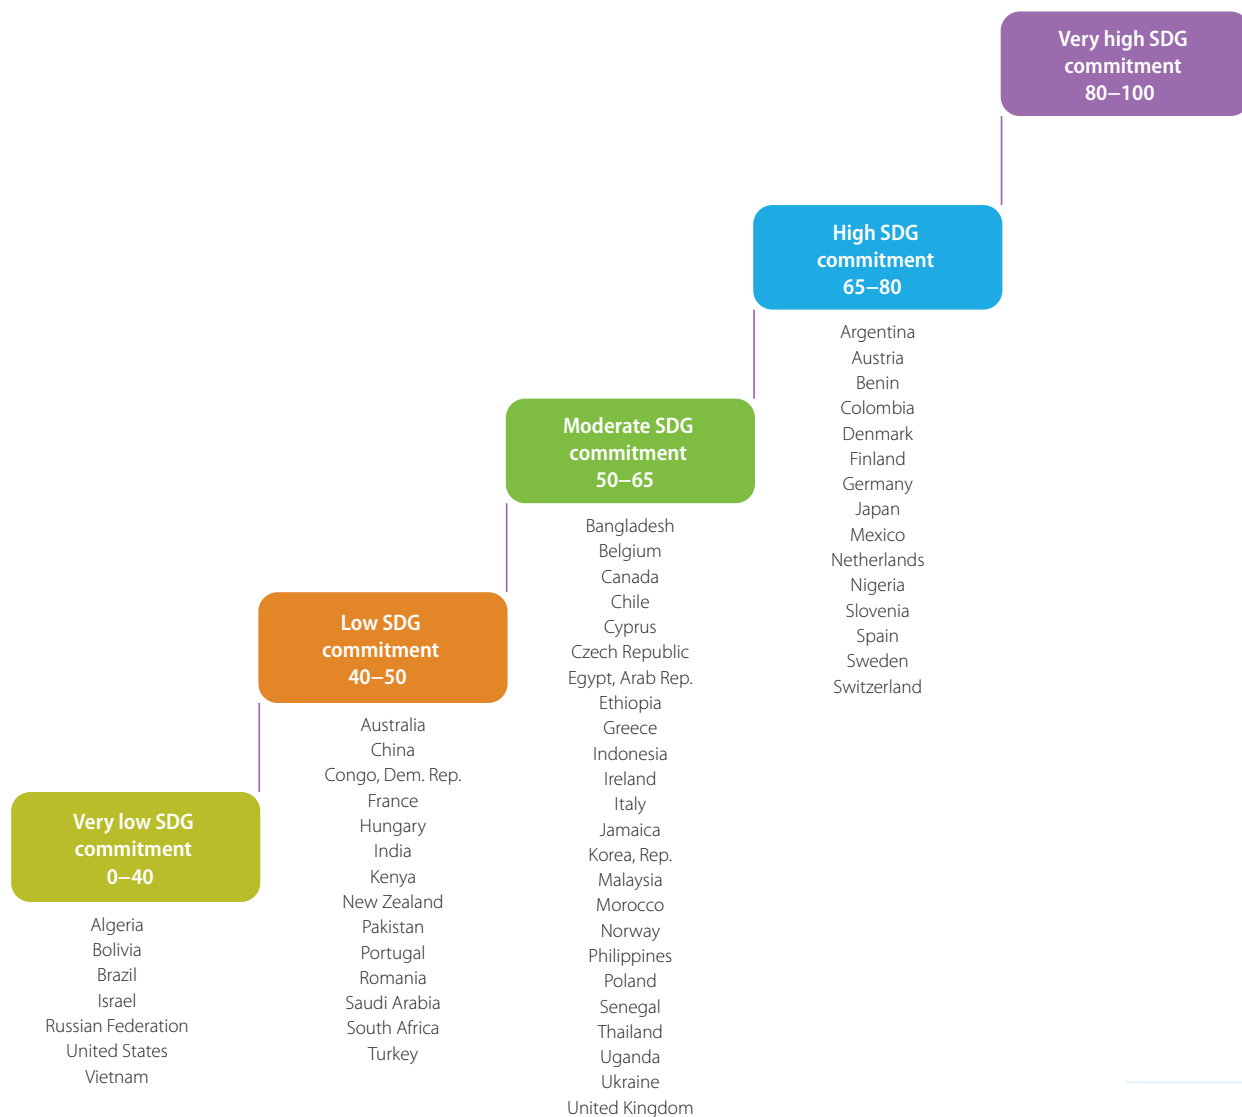 Very high SDG
commitment
80–100
High SDG
commitment
65–80
Argentina
Austria
Benin
Colombia
Denmark
Finland
Germany
Japan
Mexico
Netherlands
Nigeria
Slovenia
Spain
Sweden
Switzerland
Moderate SDG
commitment
50–65
Bangladesh
Belgium
Canada
Chile
Cyprus
Czech Republic
Egypt, Arab Rep.
Ethiopia
Greece
Indonesia
Ireland
Italy
Jamaica
Korea, Rep.
Malaysia
Morocco
Norway
Philippines
Poland
Senegal
Thailand
Uganda
Ukraine
United Kingdom
Low SDG
commitment
40–50
Australia
China
Congo, Dem. Rep.
France
Hungary
India
Kenya
New Zealand
Pakistan
Portugal
Romania
Saudi Arabia
South Africa
Turkey
Very low SDG
commitment
0–40
Algeria
Bolivia
Brazil
Israel
Russian Federation
United States
Vietnam